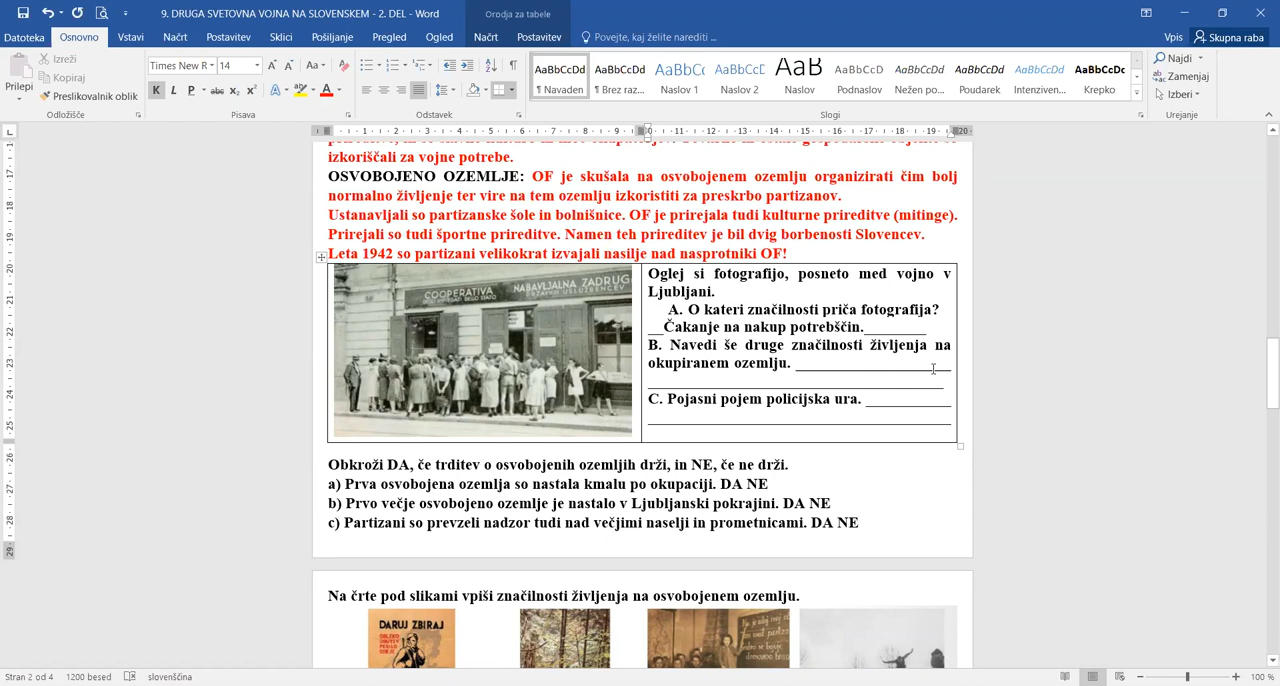 9. DRUGA SVETOVNA VOJNA NA SLOVENSKEM - 2. DEL - Word
Orodja za tabele
Datoteka Osnovno Vstavi Načrt Postavitev Sklici Pošiljanje Pregled Ogled Načrt Postavitev Povejte, kaj želite narediti ... Vpis Skupna raba
Prilepi
Izreži
Kopiraj
Preslikovalnik oblik
Odložišče
Times New R 14
Pisava
Odstavek
AaBbCcDd AaBbCcDd AaBbC( AaBbCcC AaB AaBbCcD AaBbCcDd AaBbCcDd AaBbCcDd AaBbCcDc
¶ Navaden ¶ Brez raz... Naslov 1 Naslov 2 Naslov Podnaslov Nežen po... Poudarek Intenziven... Krepko
Slogi
Najdi
Zamenjaj
Izberi
Urejanje
izkoriščali za vojne potrebe.
OSVOBOJENO OZEMLJE: OF je skušala na osvobojenem ozemlju organizirati čim bolj
normalno življenje ter vire na tem ozemlju izkoristiti za preskrbo partizanov.
Ustanavljali so partizanske šole in bolnišnice. OF je prirejala tudi kulturne prireditve (mitinge).
Prirejali so tudi športne prireditve. Namen teh prireditev je bil dvig borbenosti Slovencev.
Leta 1942 so partizani velikokrat izvajali nasilje nad nasprotniki OF!
COOPERATIVA
NABAVLJALNA ZADRUGA
Oglej si fotografijo, posneto med vojno v
Ljubljani.
A. O kateri značilnosti priča fotografija?
__Čakanje na nakup potrebščin.________
B. Navedi še druge značilnosti življenja na
okupiranem ozemlju. ____________________
______________________________________
C. Pojasni pojem policijska ura. ___________
_______________________________________
Obkroži DA, če trditev o osvobojenih ozemljih drži, in NE, če ne drži.
a) Prva osvobojena ozemlja so nastala kmalu po okupaciji. DA NE
b) Prvo večje osvobojeno ozemlje je nastalo v Ljubljanski pokrajini. DA NE
c) Partizani so prevzeli nadzor tudi nad večjimi naselji in prometnicami. DA NE
Na črte pod slikami vpiši značilnosti življenja na osvobojenem ozemlju.
DARUJ ZBIRAJ
Stran 2 od 4 1200 besed slovenščina 100 %